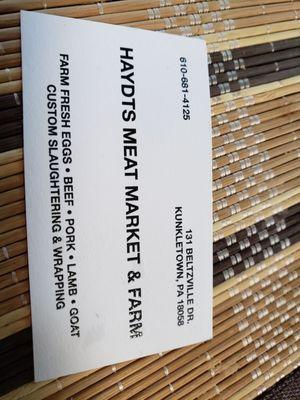 610-681-4125
131 BELTZVILLE DR.
KUNKLETOWN, PA 18058
HAYDTS MEAT MARKET & FARM
FARM FRESH EGGS • BEEF • PORK • LAMB • GOAT
CUSTOM SLAUGHTERING & WRAPPING